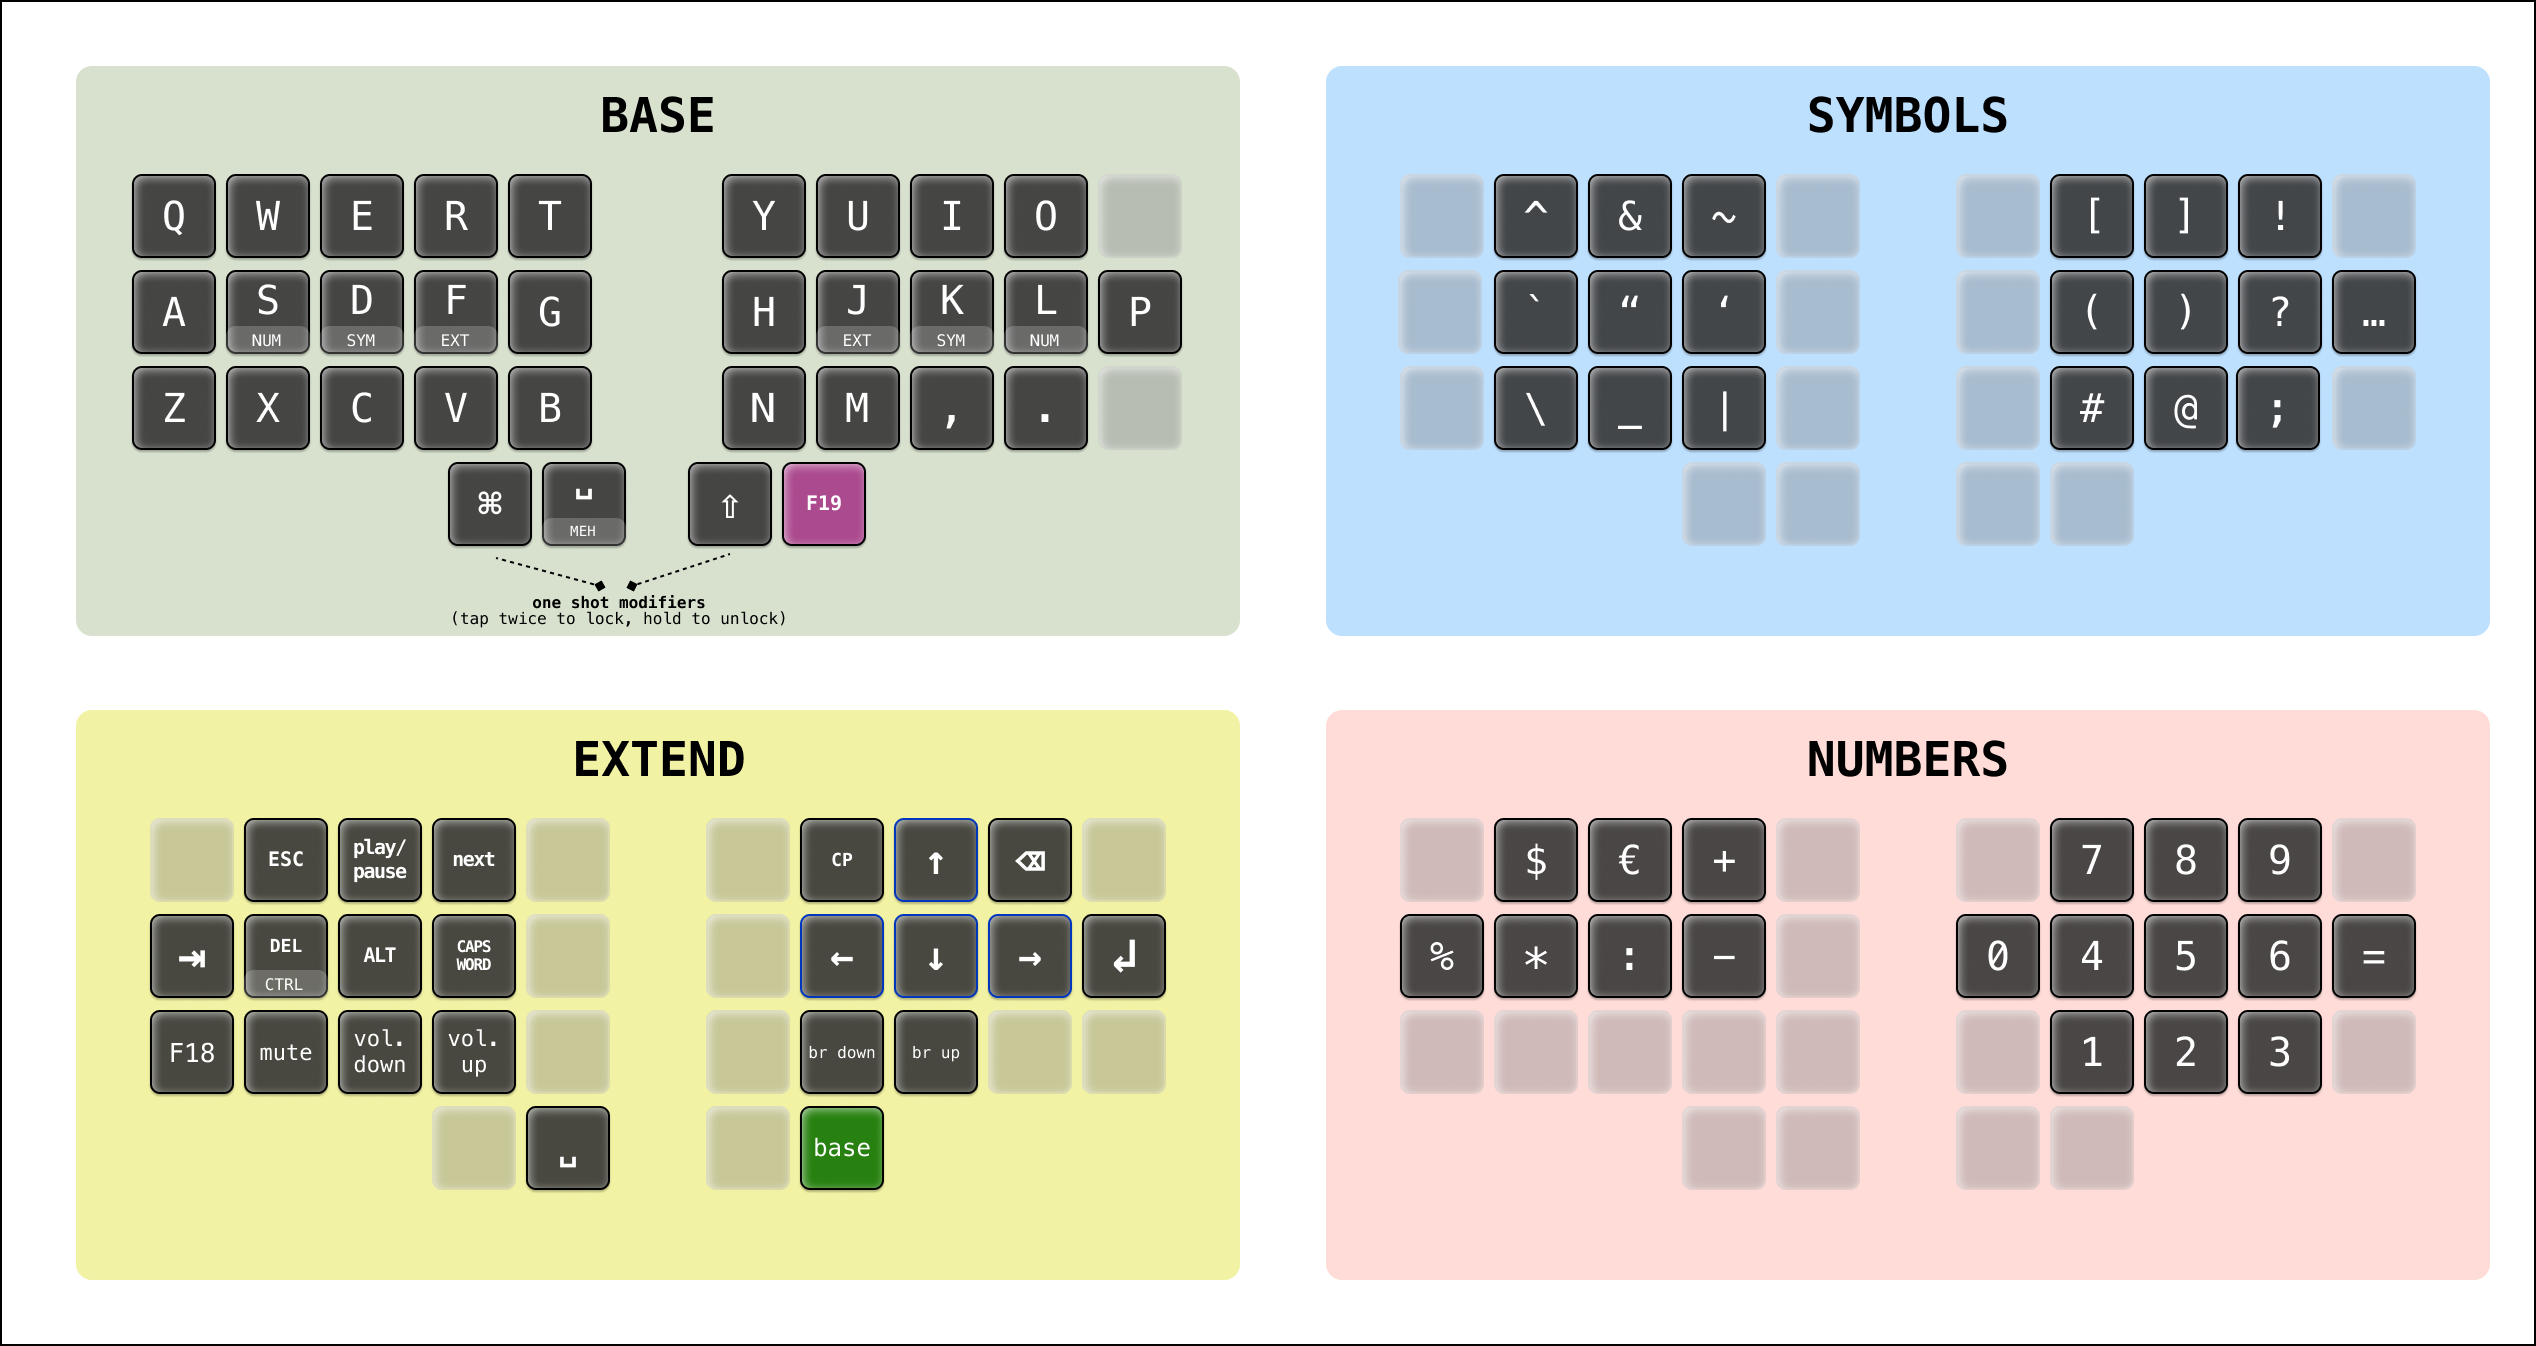 BASE
Q W E R T Y U I O
A S D F G H J K L P
NUM SYM EXT EXT SYM NUM
Z X C V B N M , .
⌘ ␣ ⇧ F19
MEH
one shot modifiers
(tap twice to lock, hold to unlock)
SYMBOLS
^ & ~ [ ] !
` “ ‘ ( ) ? …
\ _ | # @ ;
EXTEND
ESC play/ pause next CP ↑ ⌫
⇥ DEL ALT CAPS WORD ← ↓ → ↲
CTRL
F18 mute vol. down vol. up br down br up
␣ base
NUMBERS
$ € + 7 8 9
% * : − 0 4 5 6 =
1 2 3